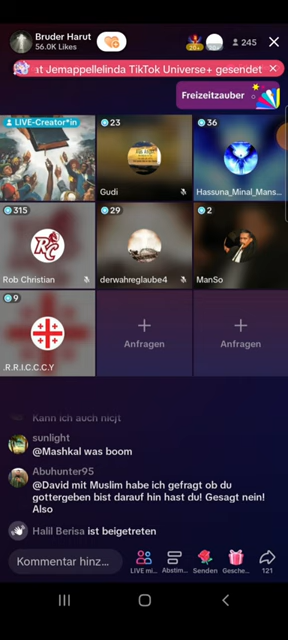 Bruder Harut
56.0K Likes
245
at Jemappellelinda TikTok Universe+ gesendet
Freizeitzauber
LIVE-Creator*in
23
36
Gudi
Hassuna_Minal_Mans...
315
29
2
Rob Christian
derwahreglaube4
ManSo
9
.R.R.I.C.C.C.Y
Anfragen
Anfragen
Kann ich auch nicjt
sunlight
@Mashkal was boom
Abuhunter95
@David mit Muslim habe ich gefragt ob du
gottergeben bist darauf hin hast du! Gesagt nein!
Also
Halil Berisa ist beigetreten
Kommentar hinz...
LIVE mi...
Abstim...
Senden
Gesche...
121